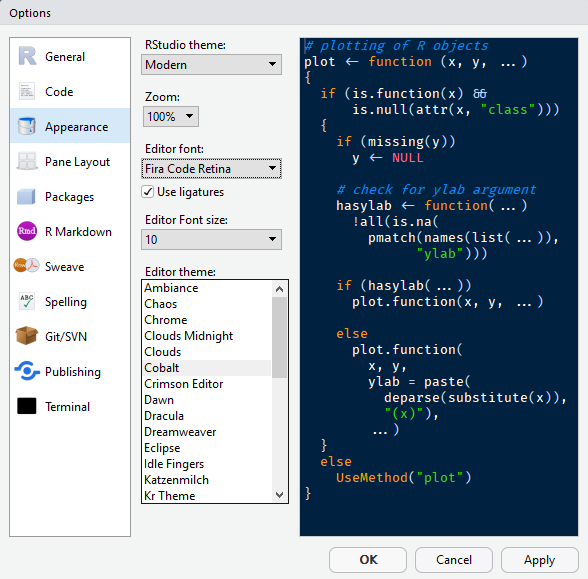 Options
R General
Code
Appearance
Pane Layout
Packages
Rmd R Markdown
Sweave
ABC Spelling
Git/SVN
Publishing
Terminal
RStudio theme:
Modern
Zoom:
100%
Editor font:
Fira Code Retina
Use ligatures
Editor Font size:
10
Editor theme:
Ambiance
Chaos
Chrome
Clouds Midnight
Clouds
Cobalt
Crimson Editor
Dawn
Dracula
Dreamweaver
Eclipse
Idle Fingers
Katzenmilch
Kr Theme
# plotting of R objects
plot ← function (x, y, ...)
{
if (is.function(x) &&
is.null(attr(x, "class")))
{
if (missing(y))
y ← NULL
# check for ylab argument
hasylab ← function(...)
!all(is.na(
pmatch(names(list(...)),
"ylab")))
if (hasylab(...))
plot.function(x, y, ...)
else
plot.function(
x, y,
ylab = paste(
deparse(substitute(x)),
"(x)"),
...)
}
else
UseMethod("plot")
}
OK
Cancel
Apply